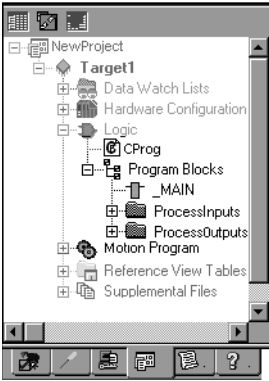 NewProject
Target1
Data Watch Lists
Hardware Configuration
Logic
CProg
Program Blocks
_MAIN
ProcessInputs
ProcessOutputs
Motion Program
Reference View Tables
Supplemental Files